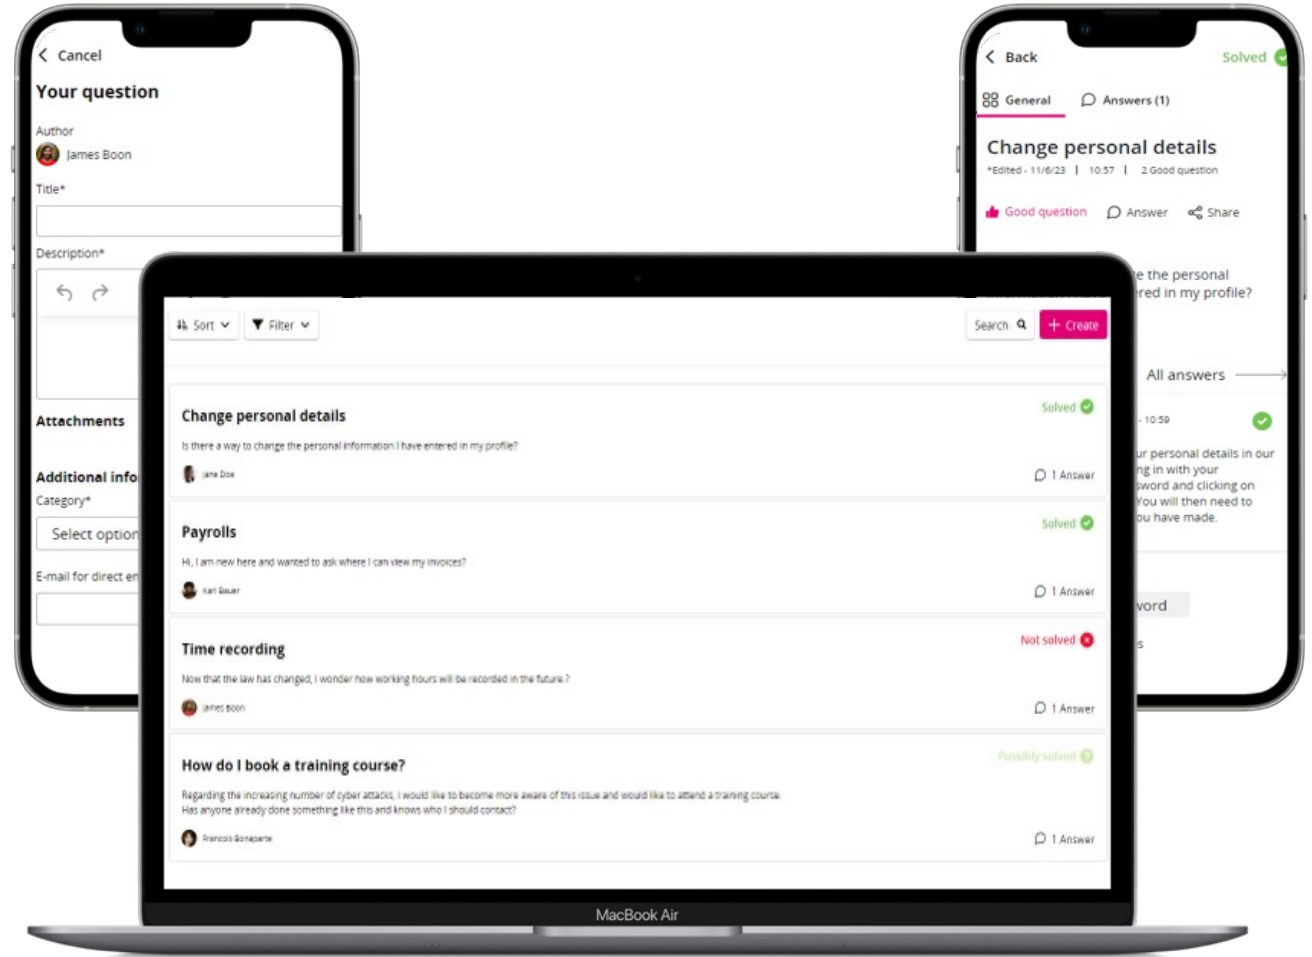 Cancel
Your question
Author
James Boon
Title*
Description*
Attachments
Additional info
Category*
Select option
E-mail for direct en
Back
Solved
General
Answers (1)
Change personal details
*Edited - 11/6/23 | 10:57 | 2 Good question
Good question
Answer
Share
e the personal
ered in my profile?
All answers
- 10:59
ur personal details in our
ng in with your
sword and clicking on
You will then need to
ou have made.
word
s
Sort
Filter
Search
+ Create
Change personal details
Solved
Is there a way to change the personal information I have entered in my profile?
Jane Doe
1 Answer
Payrolls
Solved
Hi, I am new here and wanted to ask where I can view my invoices?
Karl Bauer
1 Answer
Time recording
Not solved
Now that the law has changed, I wonder how working hours will be recorded in the future.?
James Boon
1 Answer
How do I book a training course?
Possibly solved
Regarding the increasing number of cyber attacks, I would like to become more aware of this issue and would like to attend a training course.
Has anyone already done something like this and knows who I should contact?
Francois Bonaparte
1 Answer
MacBook Air